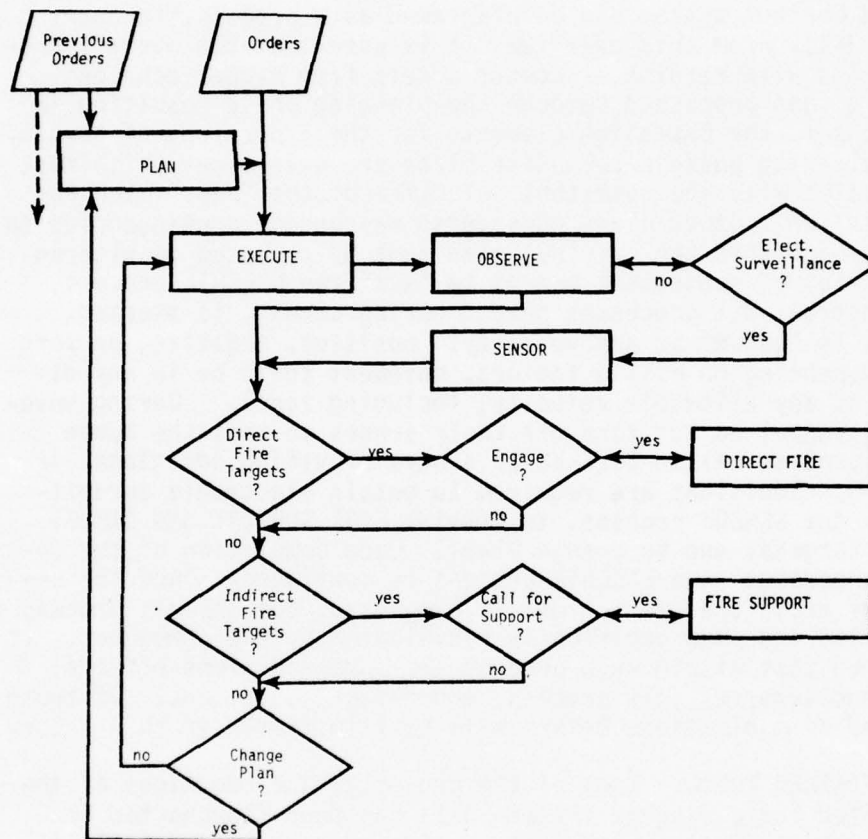 Previous
Orders
Orders
PLAN
EXECUTE
OBSERVE
Elect.
Surveillance
?
no
yes
SENSOR
Direct
Fire
Targets
?
yes
Engage
?
yes
DIRECT FIRE
no
no
Indirect
Fire
Targets
?
yes
Call for
Support
?
yes
FIRE SUPPORT
no
no
no
Change
Plan
?
yes